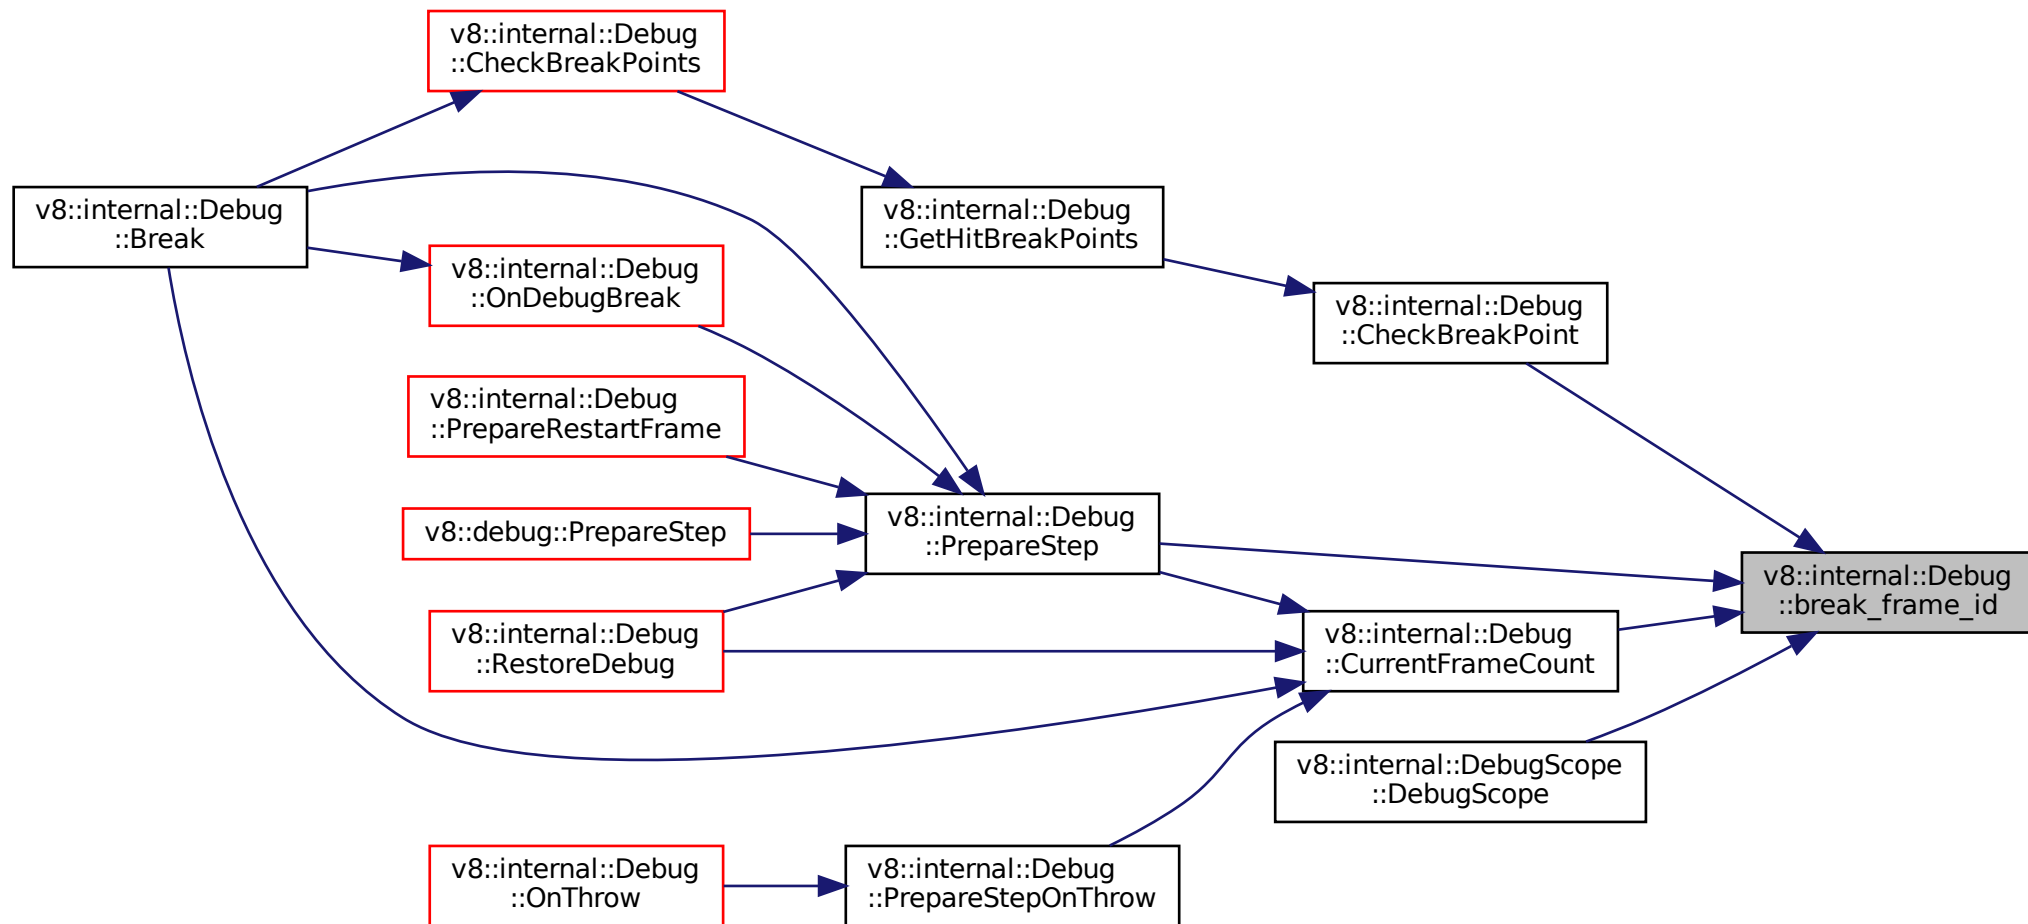 v8::internal::Debug
::CheckBreakPoints
v8::internal::Debug
::Break
v8::internal::Debug
::GetHitBreakPoints
v8::internal::Debug
::OnDebugBreak
v8::internal::Debug
::CheckBreakPoint
v8::internal::Debug
::PrepareRestartFrame
v8::debug::PrepareStep
v8::internal::Debug
::PrepareStep
v8::internal::Debug
::break_frame_id
v8::internal::Debug
::RestoreDebug
v8::internal::Debug
::CurrentFrameCount
v8::internal::DebugScope
::DebugScope
v8::internal::Debug
::OnThrow
v8::internal::Debug
::PrepareStepOnThrow